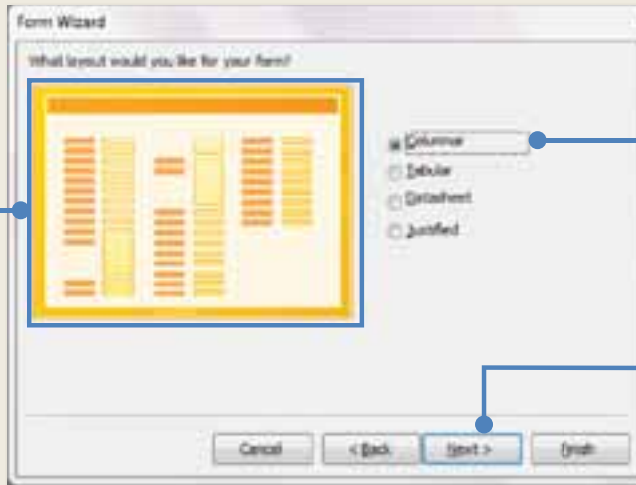 Form Wizard
What layout would you like for your form?
Columnar
Tabular
Datasheet
Justified
Cancel
< Back
Next >
Finish